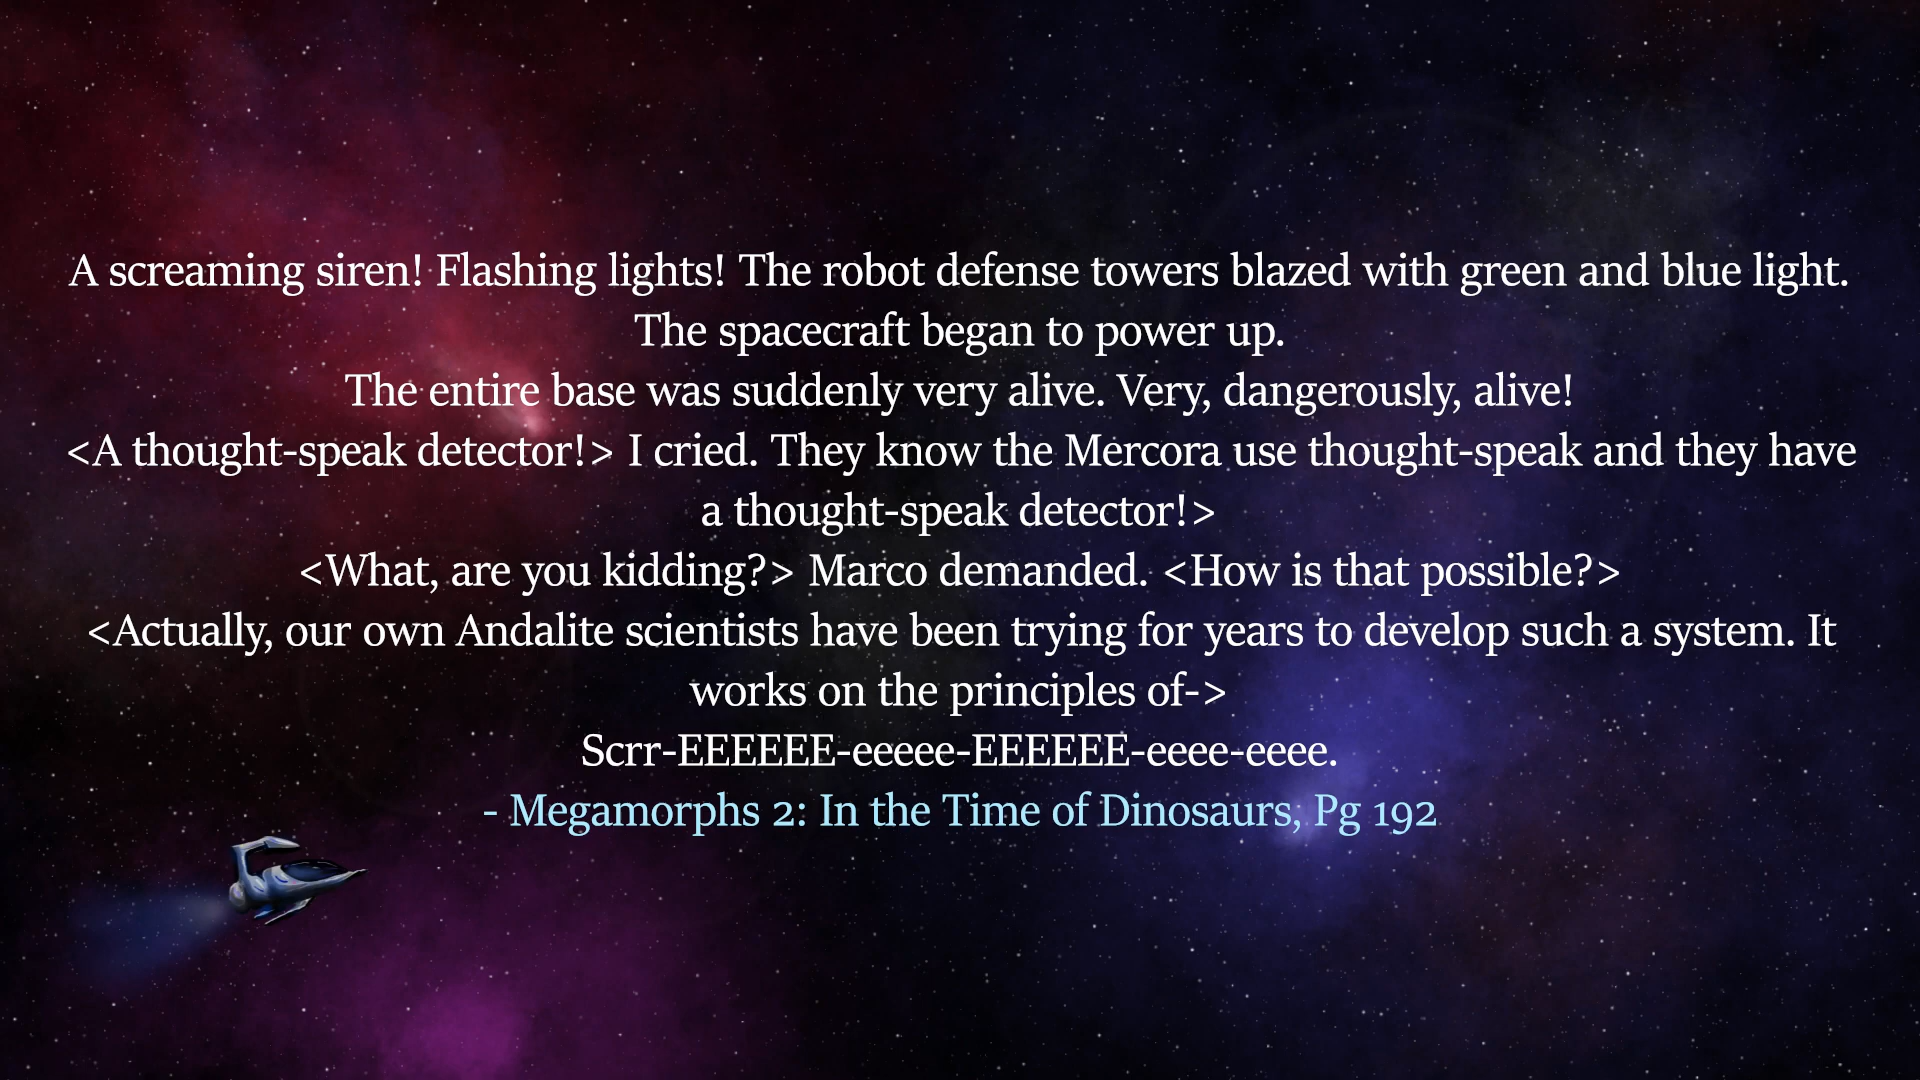 A screaming siren! Flashing lights! The robot defense towers blazed with green and blue light.
The spacecraft began to power up.
The entire base was suddenly very alive. Very, dangerously, alive!
<A thought-speak detector!> I cried. They know the Mercora use thought-speak and they have
a thought-speak detector!>
<What, are you kidding?> Marco demanded. <How is that possible?>
<Actually, our own Andalite scientists have been trying for years to develop such a system. It
works on the principles of->
Scrr-EEEEEE-eeeee-EEEEEE-eeee-eeee.
- Megamorphs 2: In the Time of Dinosaurs, Pg 192